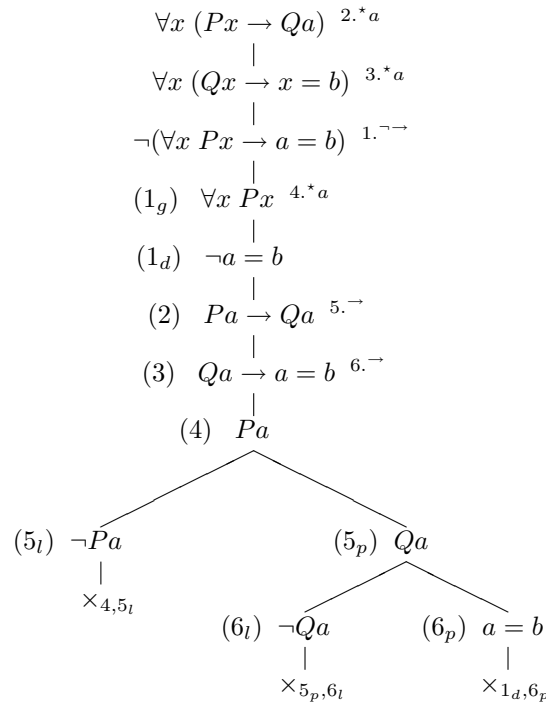 ∀x (Px → Qa) 2.⋆a
∀x (Qx → x = b) 3.⋆a
¬(∀x Px → a = b) 1.¬→
(1g) ∀x Px 4.⋆a
(1d) ¬a = b
(2) Pa → Qa 5.→
(3) Qa → a = b 6.→
(4) Pa
(5l) ¬Pa (5p) Qa
×4,5l
(6l) ¬Qa (6p) a = b
×5p,6l ×1d,6p